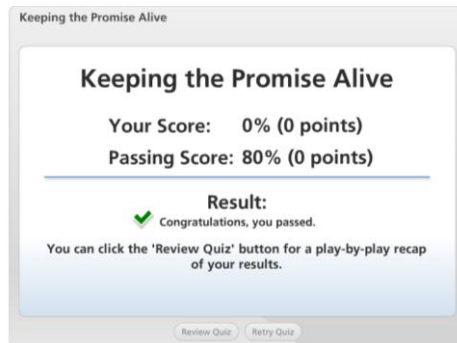 Keeping the Promise Alive
Keeping the Promise Alive
Your Score: 0% (0 points)
Passing Score: 80% (0 points)
Result:
Congratulations, you passed.
You can click the 'Review Quiz' button for a play-by-play recap
of your results.
Review Quiz Retry Quiz